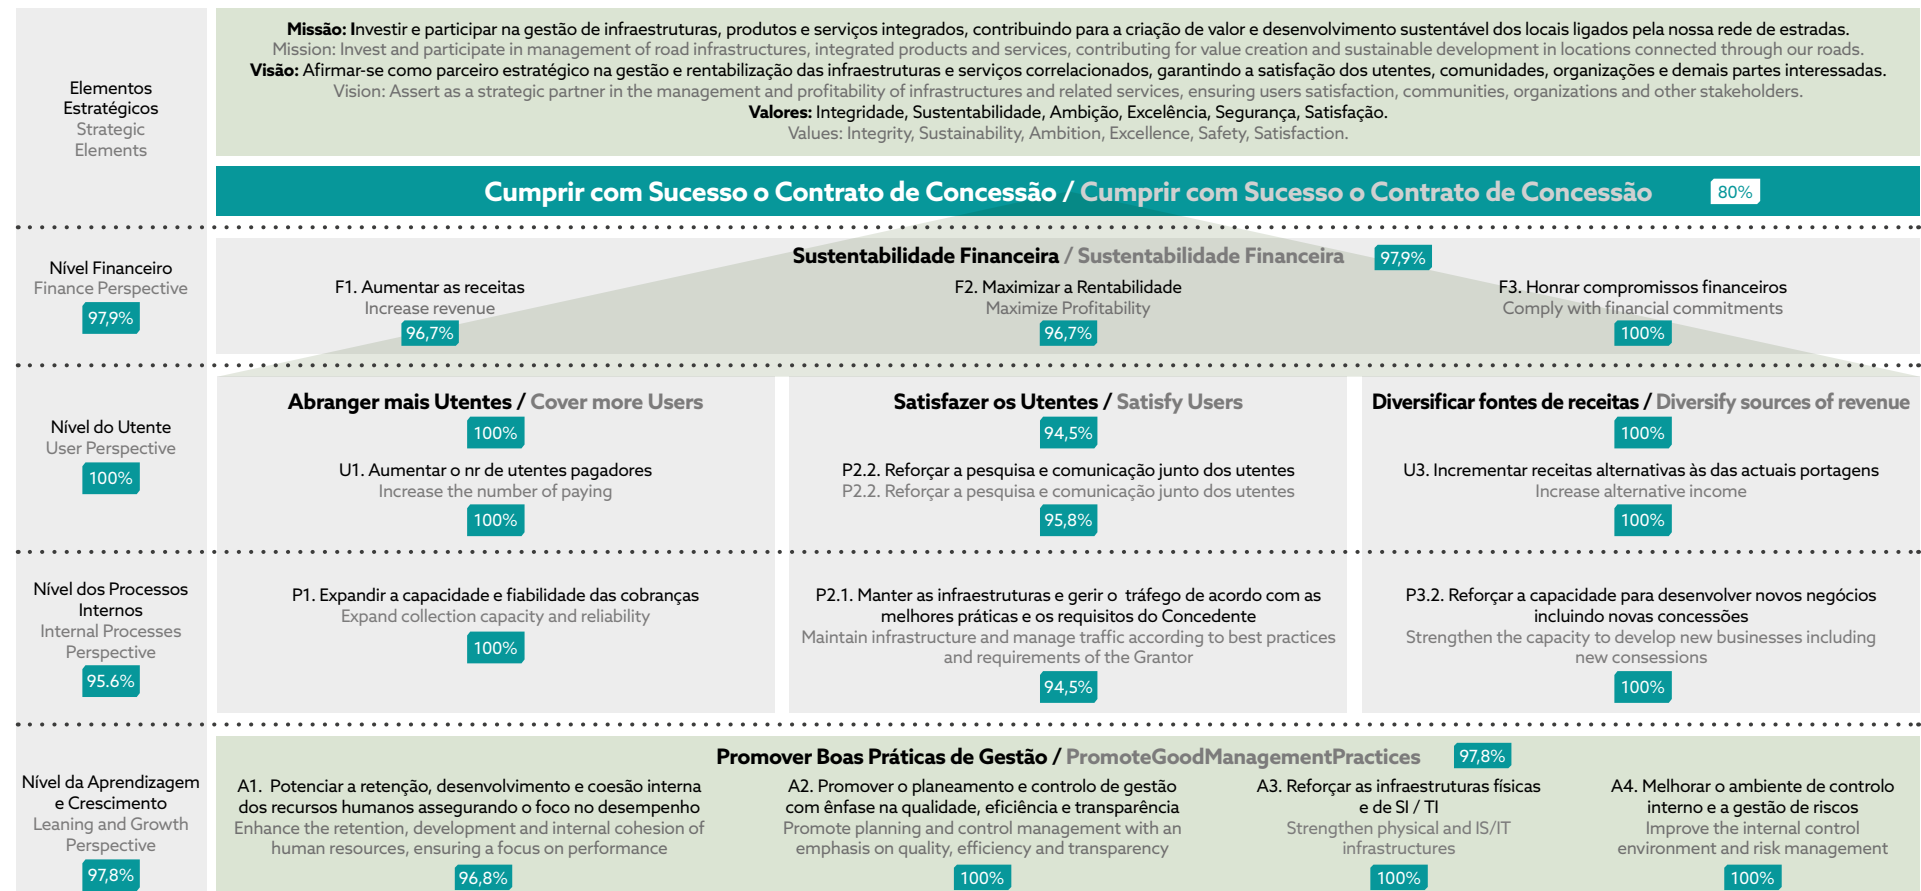 Elementos
Estratégicos
Strategic
Elements
Missão: Investir e participar na gestão de infraestruturas, produtos e serviços integrados, contribuindo para a criação de valor e desenvolvimento sustentável dos locais ligados pela nossa rede de estradas.
Mission: Invest and participate in management of road infrastructures, integrated products and services, contributing for value creation and sustainable development in locations connected through our roads.
Visão: Afirmar-se como parceiro estratégico na gestão e rentabilização das infraestruturas e serviços correlacionados, garantindo a satisfação dos utentes, comunidades, organizações e demais partes interessadas.
Vision: Assert as a strategic partner in the management and profitability of infrastructures and related services, ensuring users satisfaction, communities, organizations and other stakeholders.
Valores: Integridade, Sustentabilidade, Ambição, Excelência, Segurança, Satisfação.
Values: Integrity, Sustainability, Ambition, Excellence, Safety, Satisfaction.
Cumprir com Sucesso o Contrato de Concessão / Cumprir com Sucesso o Contrato de Concessão 80%
Nível Financeiro
Finance Perspective
97,9%
Sustentabilidade Financeira / Sustentabilidade Financeira 97,9%
F1. Aumentar as receitas
Increase revenue
96,7%
F2. Maximizar a Rentabilidade
Maximize Profitability
96,7%
F3. Honrar compromissos financeiros
Comply with financial commitments
100%
Nível do Utente
User Perspective
100%
Abranger mais Utentes / Cover more Users
100%
U1. Aumentar o nr de utentes pagadores
Increase the number of paying
100%
Satisfazer os Utentes / Satisfy Users
94,5%
P2.2. Reforçar a pesquisa e comunicação junto dos utentes
P2.2. Reforçar a pesquisa e comunicação junto dos utentes
95,8%
Diversificar fontes de receitas / Diversify sources of revenue
100%
U3. Incrementar receitas alternativas às das actuais portagens
Increase alternative income
100%
Nível dos Processos
Internos
Internal Processes
Perspective
95.6%
P1. Expandir a capacidade e fiabilidade das cobranças
Expand collection capacity and reliability
100%
P2.1. Manter as infraestruturas e gerir o tráfego de acordo com as
melhores práticas e os requisitos do Concedente
Maintain infrastructure and manage traffic according to best practices
and requirements of the Grantor
94,5%
P3.2. Reforçar a capacidade para desenvolver novos negócios
incluindo novas concessões
Strengthen the capacity to develop new businesses including
new consessions
100%
Nível da Aprendizagem
e Crescimento
Leaning and Growth
Perspective
97,8%
Promover Boas Práticas de Gestão / PromoteGoodManagementPractices 97,8%
A1. Potenciar a retenção, desenvolvimento e coesão interna
dos recursos humanos assegurando o foco no desempenho
Enhance the retention, development and internal cohesion of
human resources, ensuring a focus on performance
96,8%
A2. Promover o planeamento e controlo de gestão
com ênfase na qualidade, eficiência e transparência
Promote planning and control management with an
emphasis on quality, efficiency and transparency
100%
A3. Reforçar as infraestruturas físicas
e de SI / TI
Strengthen physical and IS/IT
infrastructures
100%
A4. Melhorar o ambiente de controlo
interno e a gestão de riscos
Improve the internal control
environment and risk management
100%